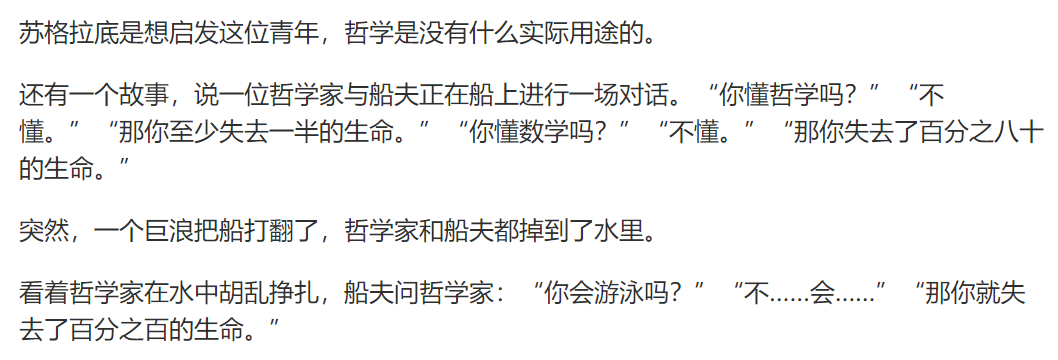 苏格拉底是想启发这位青年，哲学是没有什么实际用途的。
还有一个故事，说一位哲学家与船夫正在船上进行一场对话。“你懂哲学吗？”“不
懂。”“那你至少失去一半的生命。”“你懂数学吗？”“不懂。”“那你失去了百分之八十
的生命。”
突然，一个巨浪把船打翻了，哲学家和船夫都掉到了水里。
看着哲学家在水中胡乱挣扎，船夫问哲学家：“你会游泳吗？”“不……会……”“那你就失
去了百分之百的生命。”